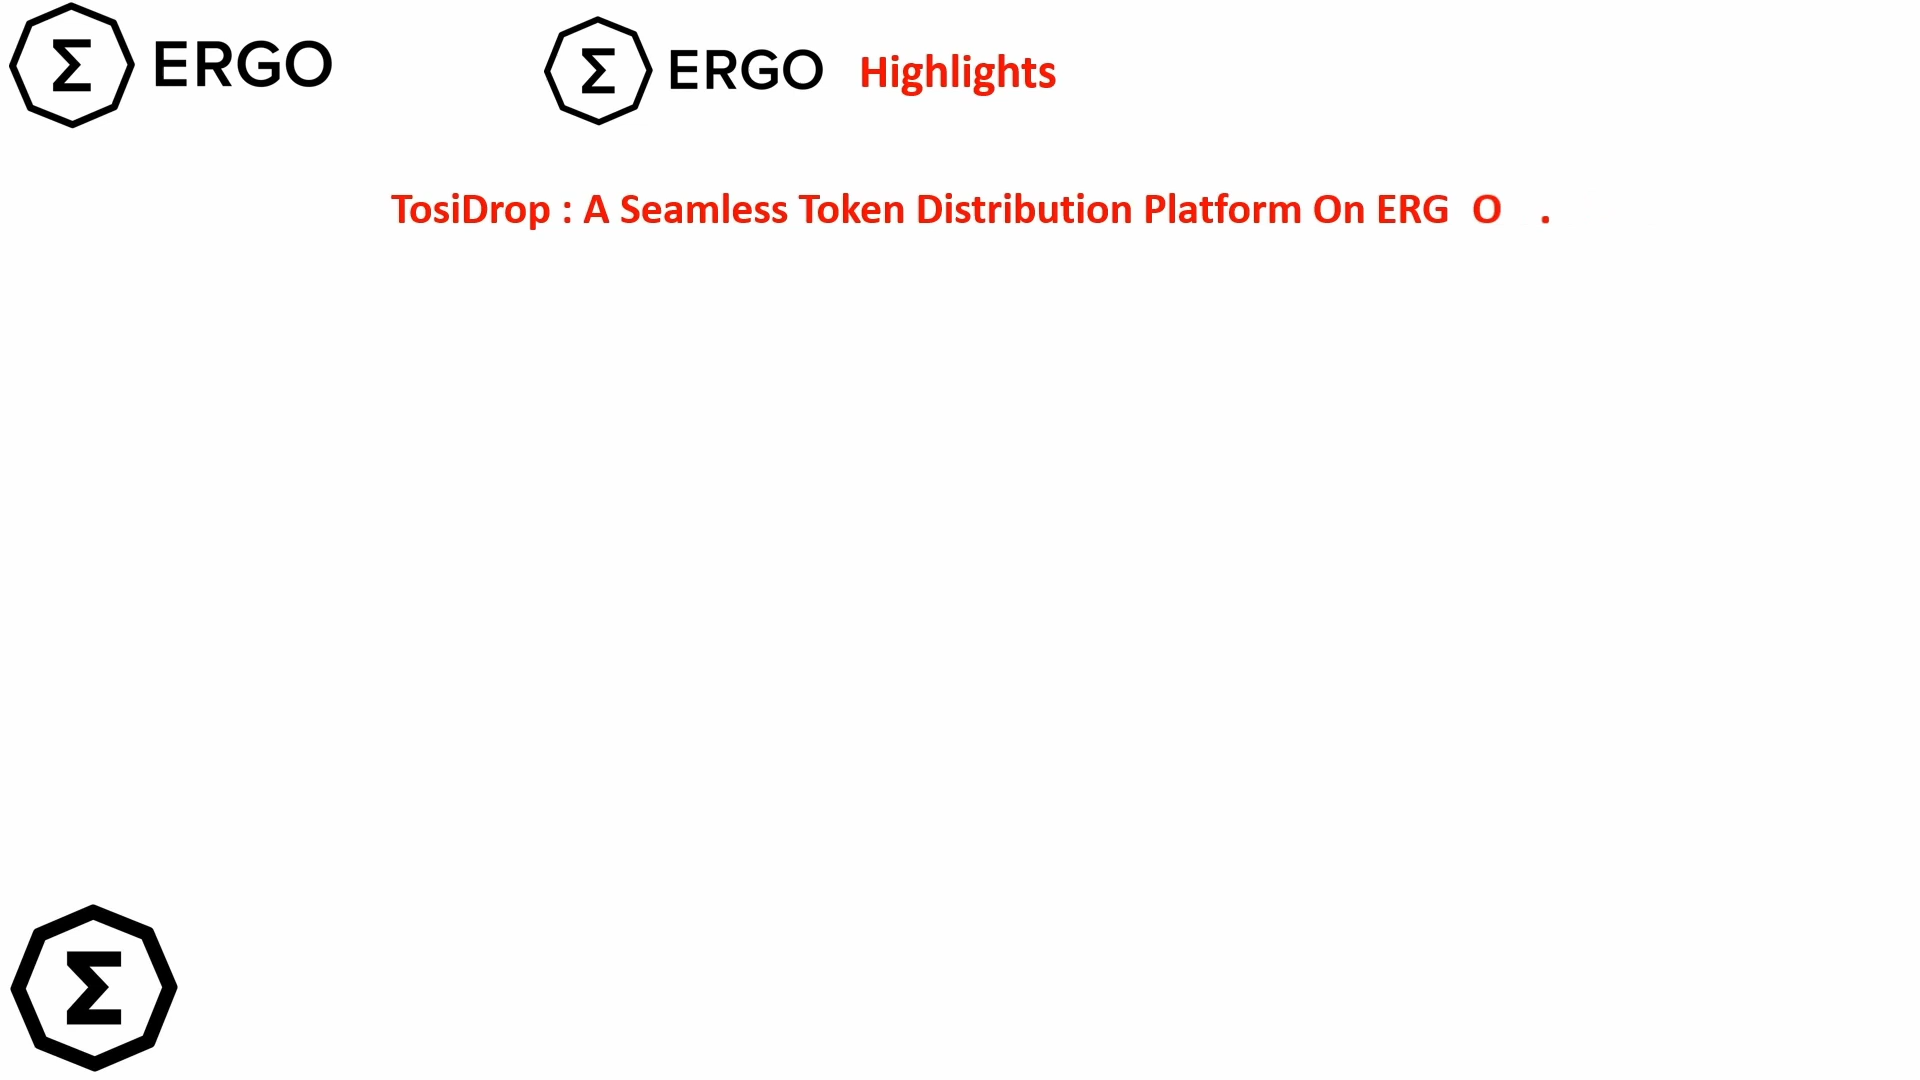 Σ ERGO
Σ ERGO Highlights
TosiDrop : A Seamless Token Distribution Platform On ERG O .
Σ